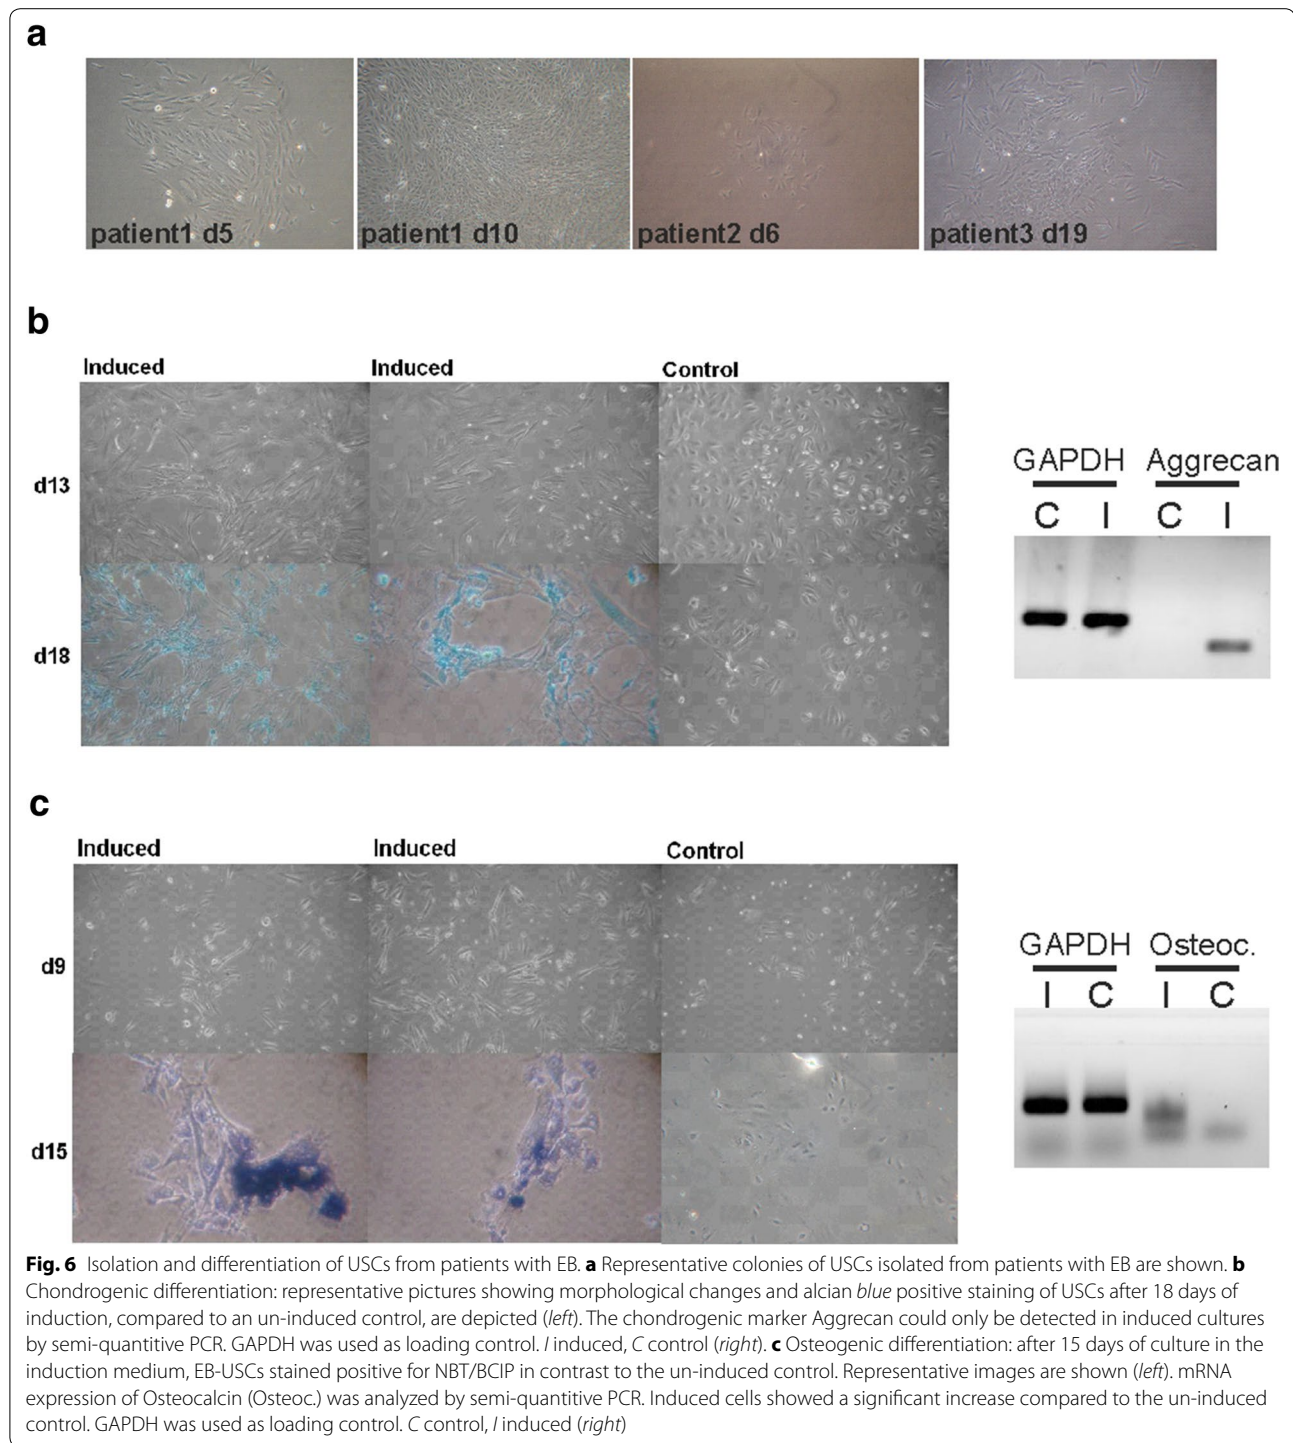 a
patient1 d5 patient1 d10 patient2 d6 patient3 d19
b
Induced Induced Control
d13
d18
GAPDH Aggrecan
C I C I
c
Induced Induced Control
d9
d15
GAPDH Osteoc.
I C I C
Fig. 6 Isolation and differentiation of USCs from patients with EB. a Representative colonies of USCs isolated from patients with EB are shown. b
Chondrogenic differentiation: representative pictures showing morphological changes and alcian blue positive staining of USCs after 18 days of
induction, compared to an un-induced control, are depicted (left). The chondrogenic marker Aggrecan could only be detected in induced cultures
by semi-quantitive PCR. GAPDH was used as loading control. I induced, C control (right). c Osteogenic differentiation: after 15 days of culture in the
induction medium, EB-USCs stained positive for NBT/BCIP in contrast to the un-induced control. Representative images are shown (left). mRNA
expression of Osteocalcin (Osteoc.) was analyzed by semi-quantitive PCR. Induced cells showed a significant increase compared to the un-induced
control. GAPDH was used as loading control. C control, I induced (right)